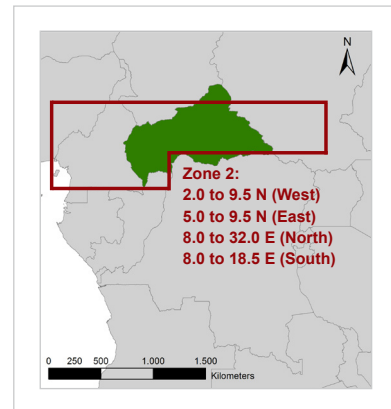 N
Zone 2:
2.0 to 9.5 N (West)
5.0 to 9.5 N (East)
8.0 to 32.0 E (North)
8.0 to 18.5 E (South)
0 250 500 1.000 1.500
Kilometers